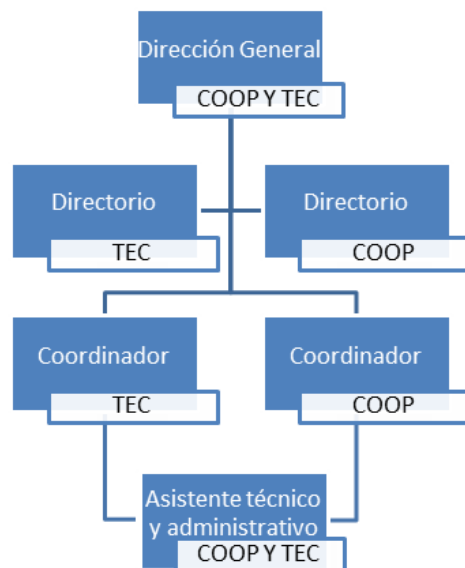 Dirección General
COOP Y TEC
Directorio
TEC
Directorio
COOP
Coordinador
TEC
Coordinador
COOP
Asistente técnico
y administrativo
COOP Y TEC